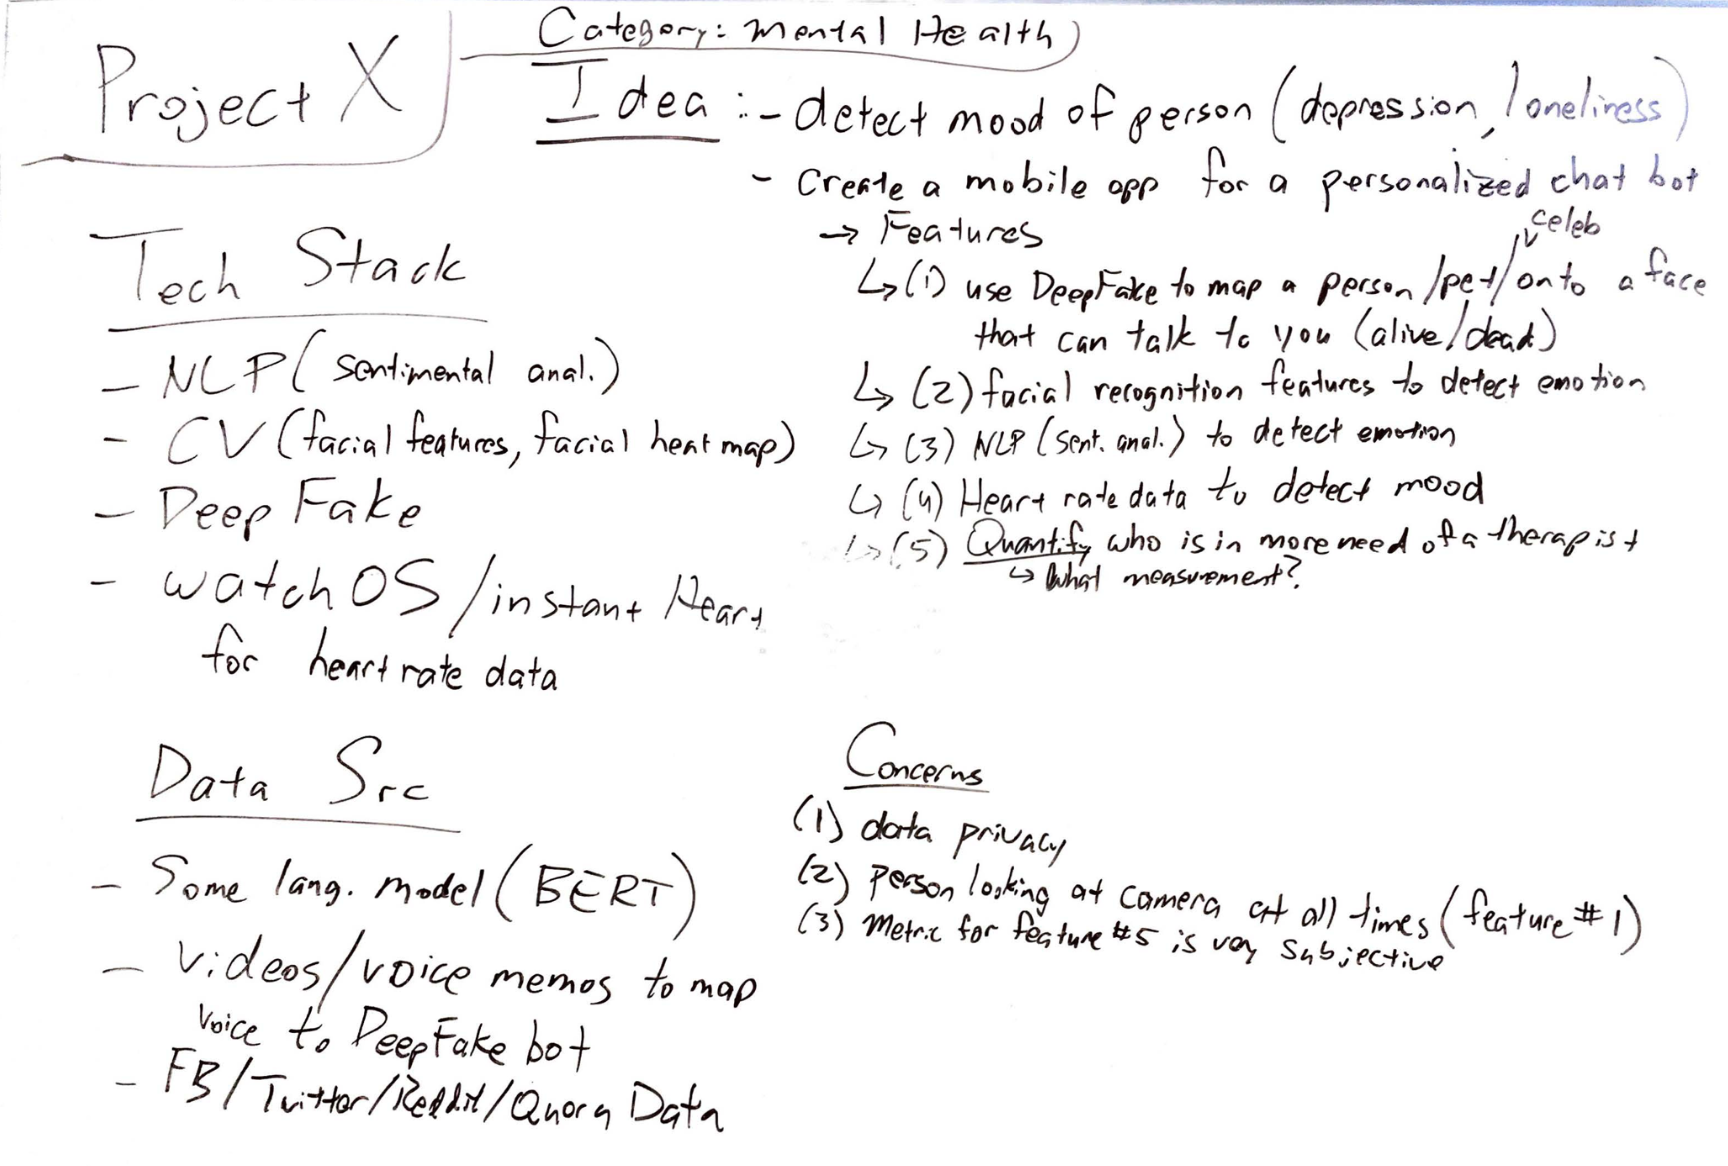 Project X
Category: Mental Health
Idea : - detect mood of person (depression, loneliness)
- Create a mobile app for a personalized chat bot
→ Features
celeb
↳ (1) use DeepFake to map a person/pet/onto a face
that can talk to you (alive/dead)
↳ (2) facial recognition features to detect emotion
↳ (3) NLP (sent. anal.) to detect emotion
↳ (4) Heart rate data to detect mood
↳ (5) Quantify who is in more need of a therapist
↳ What measurement?
Tech Stack
- NLP (sentimental anal.)
- CV (facial features, facial heat map)
- Deep Fake
- watch OS/instant Heart
for heart rate data
Data Src
- Some lang. model (BERT)
- videos/voice memos to map
voice to DeepFake bot
- FB/Twitter/Reddit/Quora Data
Concerns
(1) data privacy
(2) Person looking at camera at all times (feature #1)
(3) Metric for feature #5 is very subjective